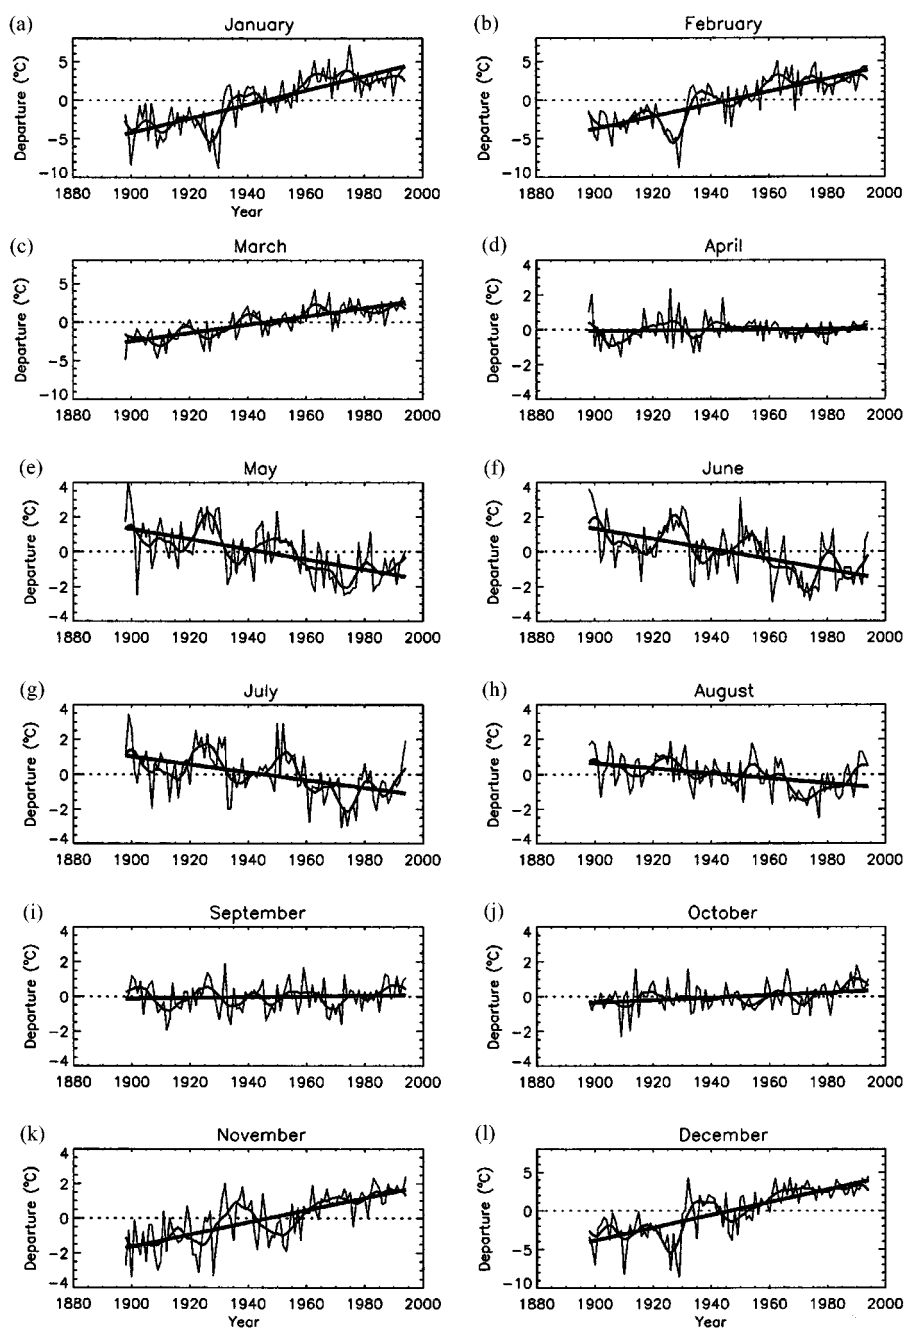 (a) January
Departure (°C)
5
0
−5
−10
1880 1900 1920 1940 1960 1980 2000
Year
(b) February
Departure (°C)
5
0
−5
−10
1880 1900 1920 1940 1960 1980 2000
(c) March
Departure (°C)
5
0
−5
−10
1880 1900 1920 1940 1960 1980 2000
(d) April
Departure (°C)
4
2
0
−2
−4
1880 1900 1920 1940 1960 1980 2000
(e) May
Departure (°C)
4
2
0
−2
−4
1880 1900 1920 1940 1960 1980 2000
(f) June
Departure (°C)
4
2
0
−2
−4
1880 1900 1920 1940 1960 1980 2000
(g) July
Departure (°C)
4
2
0
−2
−4
1880 1900 1920 1940 1960 1980 2000
(h) August
Departure (°C)
4
2
0
−2
−4
1880 1900 1920 1940 1960 1980 2000
(i) September
Departure (°C)
4
2
0
−2
−4
1880 1900 1920 1940 1960 1980 2000
(j) October
Departure (°C)
4
2
0
−2
−4
1880 1900 1920 1940 1960 1980 2000
(k) November
Departure (°C)
4
2
0
−2
−4
1880 1900 1920 1940 1960 1980 2000
Year
(l) December
Departure (°C)
5
0
−5
−10
1880 1900 1920 1940 1960 1980 2000
Year